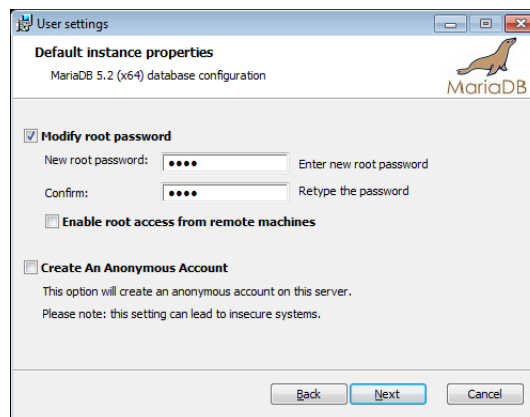 User settings
Default instance properties
MariaDB 5.2 (x64) database configuration
MariaDB
Modify root password
New root password: •••• Enter new root password
Confirm: •••• Retype the password
Enable root access from remote machines
Create An Anonymous Account
This option will create an anonymous account on this server.
Please note: this setting can lead to insecure systems.
Back Next Cancel